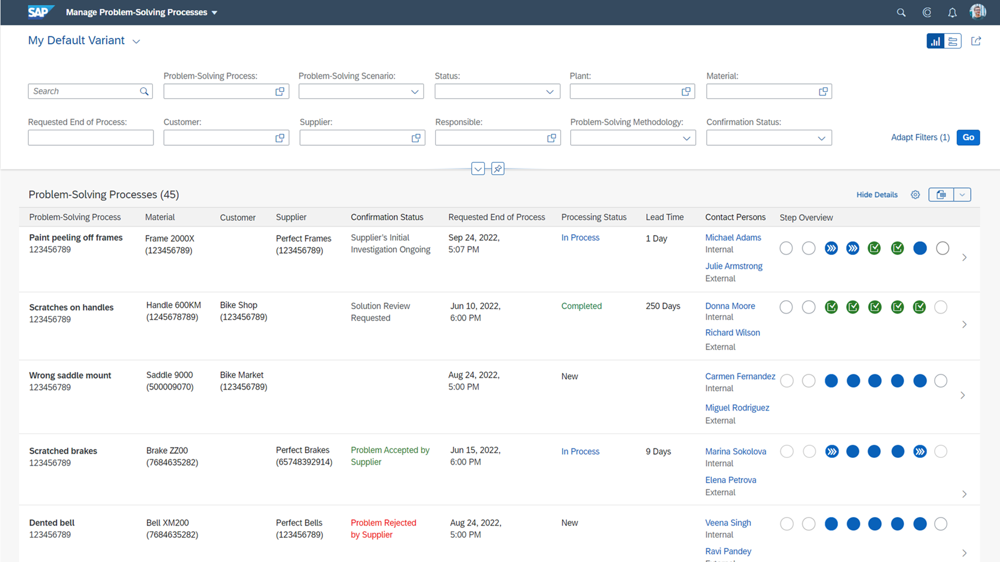 SAP Manage Problem-Solving Processes
My Default Variant
Problem-Solving Process: Problem-Solving Scenario: Status: Plant: Material:
Search
Requested End of Process: Customer: Supplier: Responsible: Problem-Solving Methodology: Confirmation Status:
Adapt Filters (1) Go
Problem-Solving Processes (45)
Hide Details
Problem-Solving Process Material Customer Supplier Confirmation Status Requested End of Process Processing Status Lead Time Contact Persons Step Overview
Paint peeling off frames
123456789
Frame 2000X
(123456789)
Perfect Frames
(123456789)
Supplier's Initial
Investigation Ongoing
Sep 24, 2022,
5:07 PM
In Process
1 Day
Michael Adams
Internal
Julie Armstrong
External
Scratches on handles
123456789
Handle 600KM
(1245678789)
Bike Shop
(123456789)
Solution Review
Requested
Jun 10, 2022,
6:00 PM
Completed
250 Days
Donna Moore
Internal
Richard Wilson
External
Wrong saddle mount
123456789
Saddle 9000
(500009070)
Bike Market
(123456789)
Aug 24, 2022,
5:00 PM
New
Carmen Fernandez
Internal
Miguel Rodriguez
External
Scratched brakes
123456789
Brake ZZ00
(7684635282)
Perfect Brakes
(65748392914)
Problem Accepted by
Supplier
Jun 15, 2022,
6:00 PM
In Process
9 Days
Marina Sokolova
Internal
Elena Petrova
External
Dented bell
123456789
Bell XM200
(7684635282)
Perfect Bells
(123456789)
Problem Rejected
by Supplier
Aug 24, 2022,
5:00 PM
New
Veena Singh
Internal
Ravi Pandey